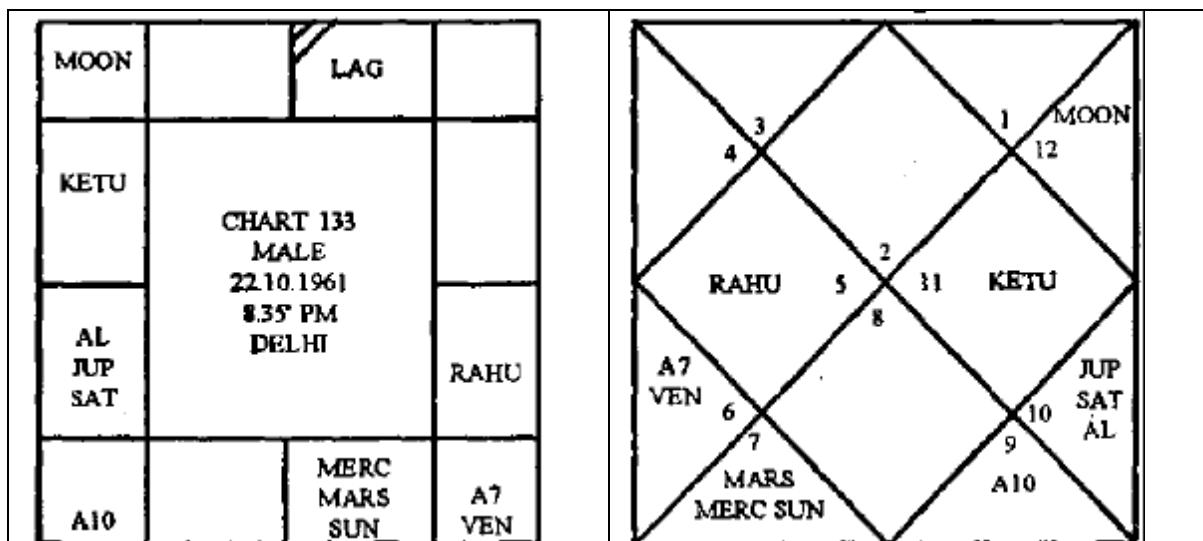 MOON
LAG
KETU
CHART 133
MALE
22.10.1961
8.35" PM
DELHI
AL
JUP
SAT
RAHU
A10
MERC
MARS
SUN
A7
VEN
3
1
MOON
4
12
2
RAHU
5
11
KETU
8
A7
VEN
JUP
SAT
AL
6
10
7
9
MARS
MERC SUN
A10